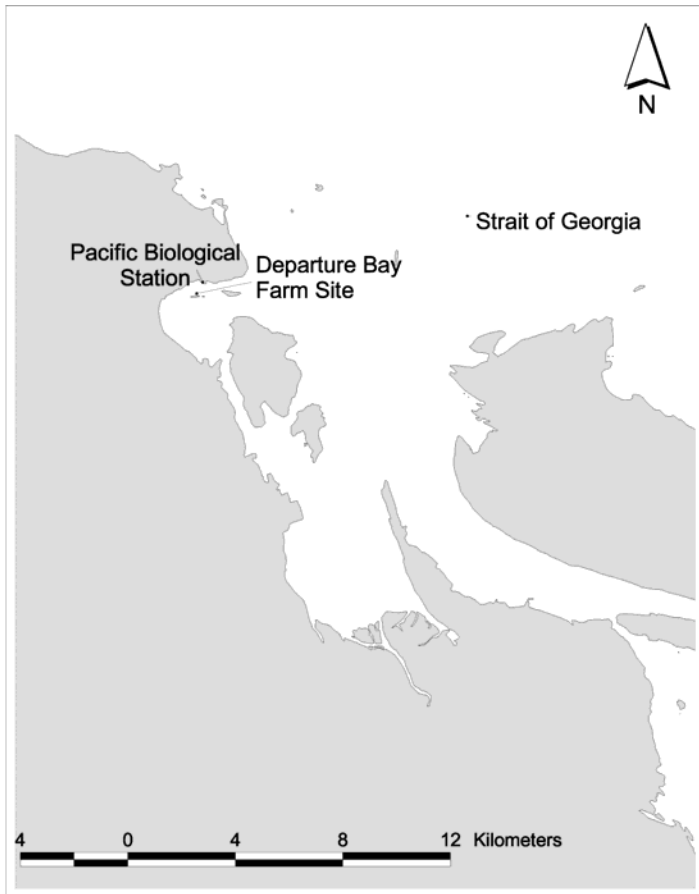 N
Strait of Georgia
Pacific Biological
Station
Departure Bay
Farm Site
4 0 4 8 12 Kilometers